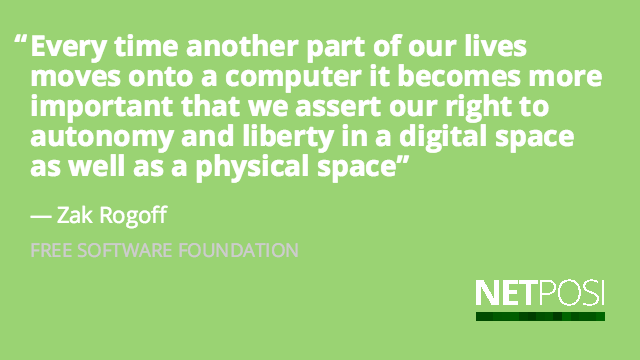 “Every time another part of our lives
moves onto a computer it becomes more
important that we assert our right to
autonomy and liberty in a digital space
as well as a physical space”
— Zak Rogoff
FREE SOFTWARE FOUNDATION
NETPOSI